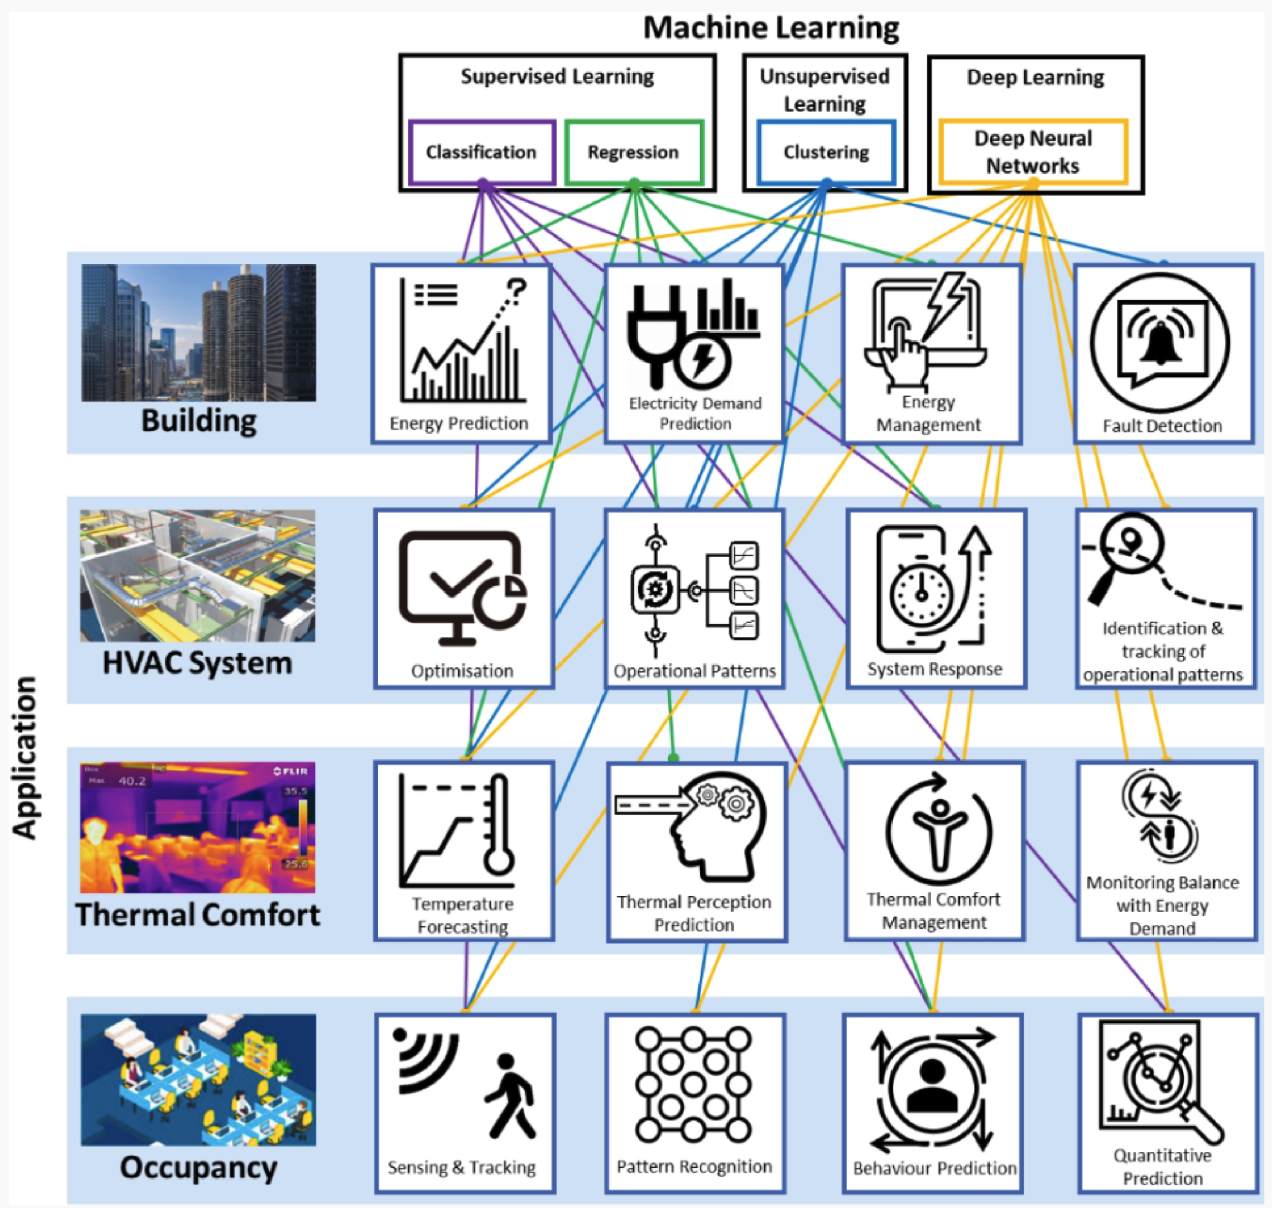 Machine Learning
Supervised Learning
Classification
Regression
Unsupervised
Learning
Clustering
Deep Learning
Deep Neural
Networks
Application
Building
?
Energy Prediction
Electricity Demand
Prediction
Energy
Management
Fault Detection
HVAC System
Optimisation
Operational Patterns
System Response
Identification &
tracking of
operational patterns
Max
40.2
FLIR
35.5
25.0
Thermal Comfort
Temperature
Forecasting
Thermal Perception
Prediction
Thermal Comfort
Management
Monitoring Balance
with Energy
Demand
Occupancy
Sensing & Tracking
Pattern Recognition
Behaviour Prediction
Quantitative
Prediction